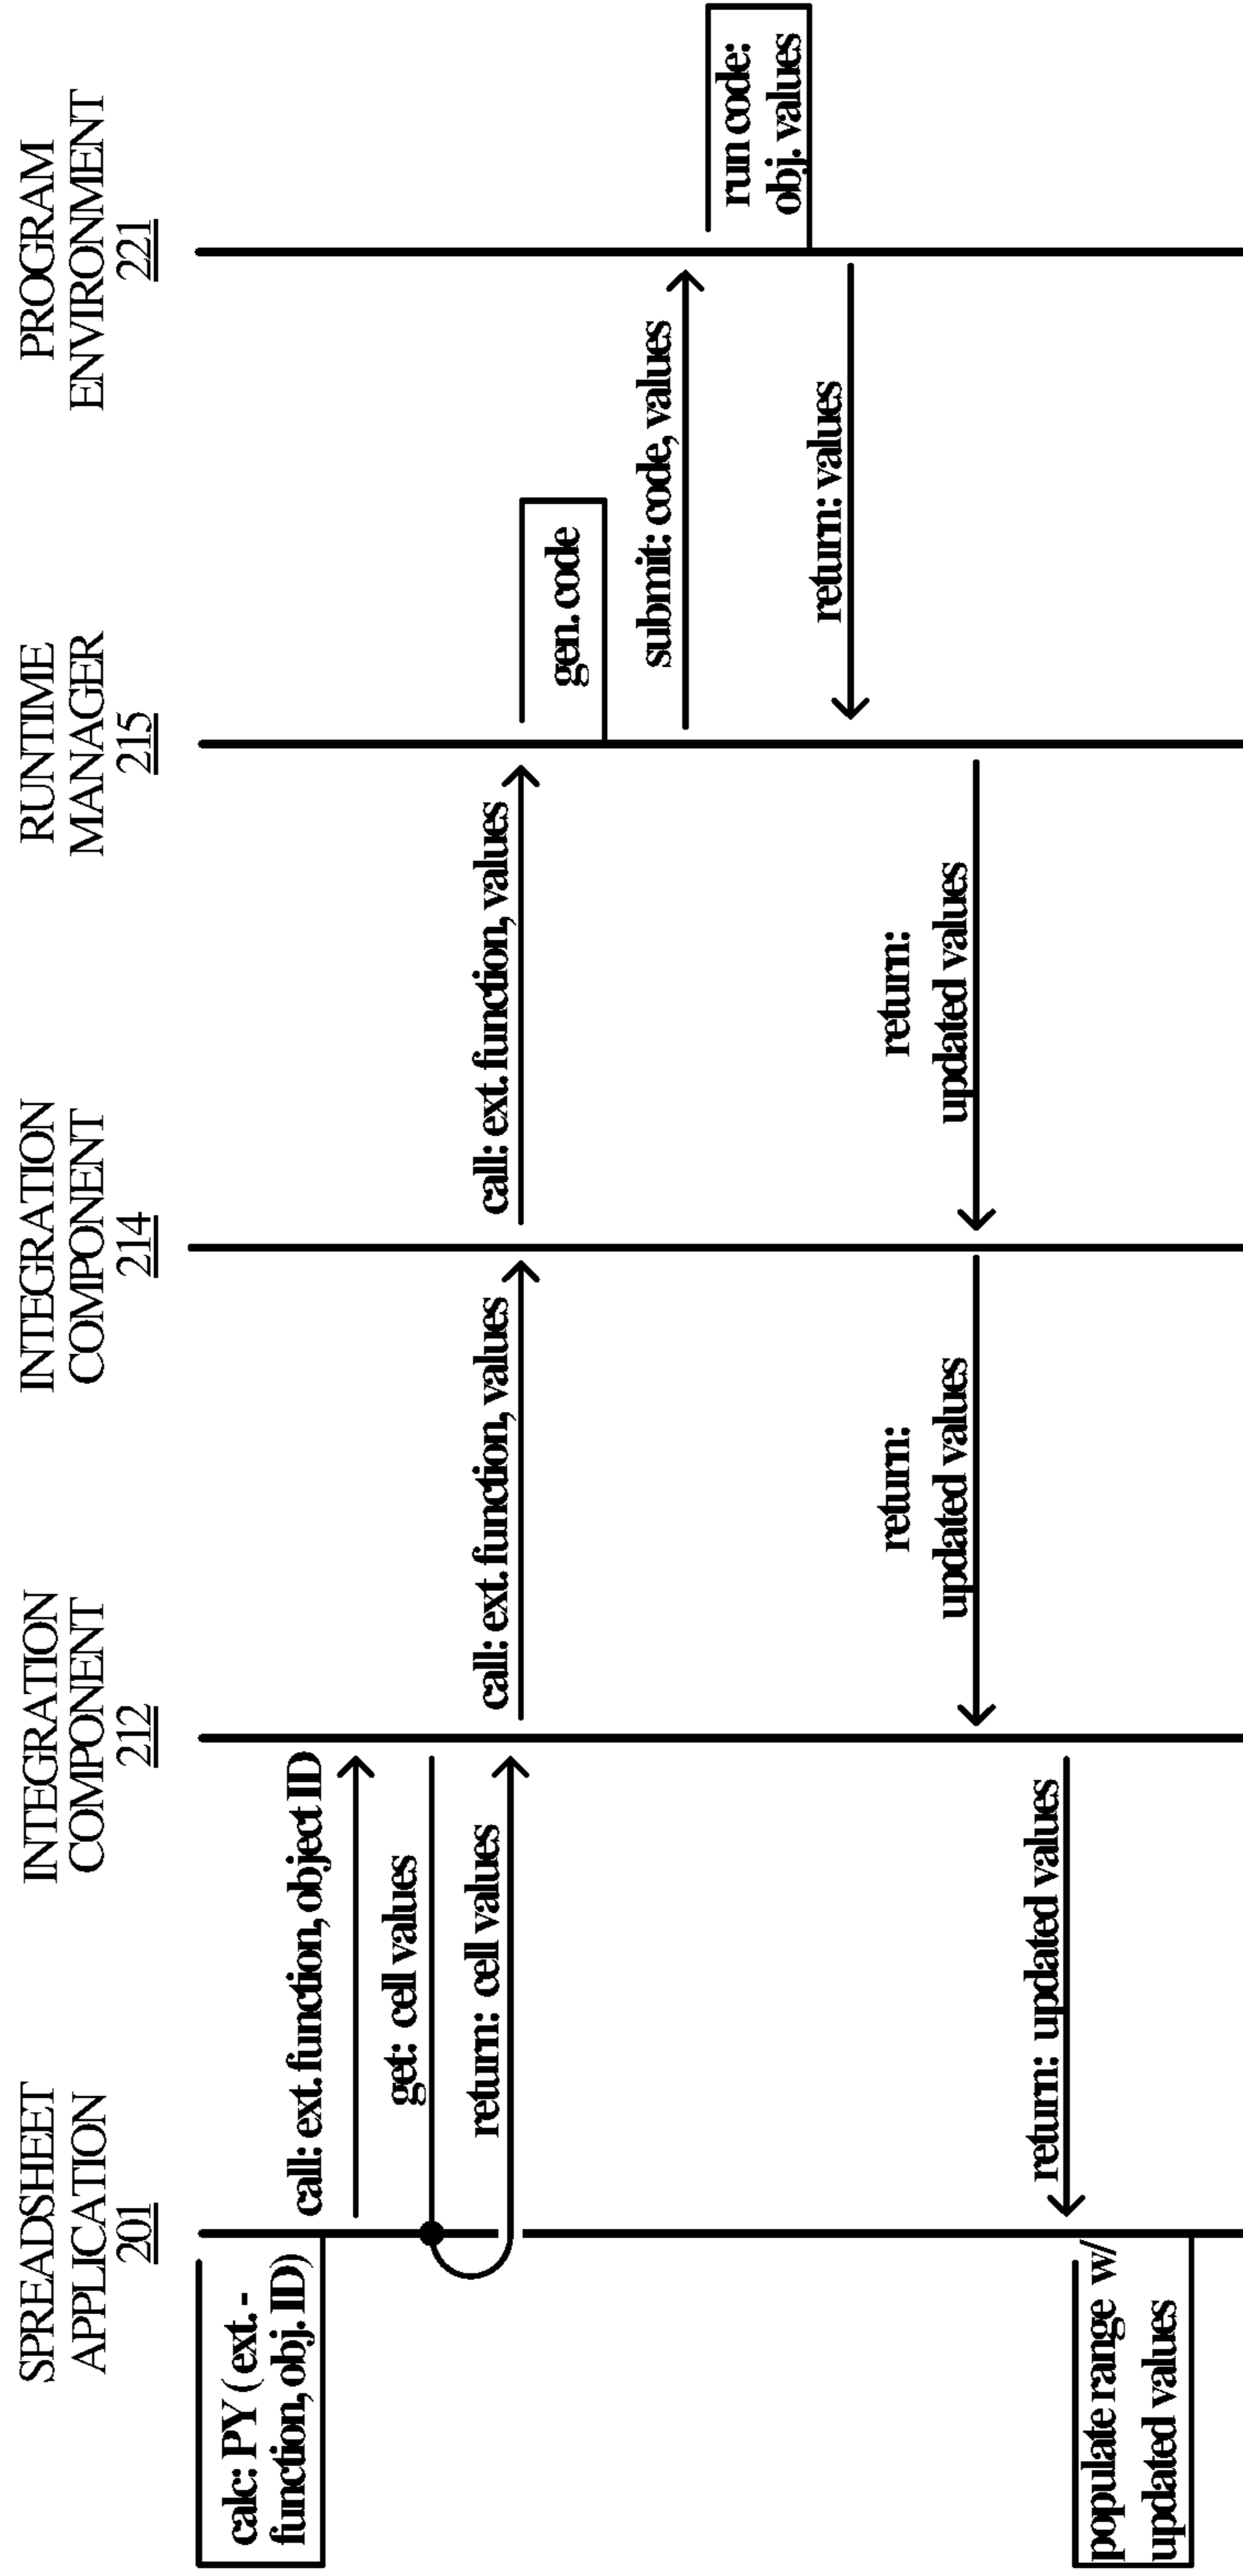 SPREADSHEET
APPLICATION
201
INTEGRATION
COMPONENT
212
INTEGRATION
COMPONENT
214
RUNTIME
MANAGER
215
PROGRAM
ENVIRONMENT
221
calc: PY ( ext. -
function, obj. ID)
call: ext. function, object ID
get: cell values
return: cell values
call: ext. function, values
call: ext. function, values
gen. code
submit: code, values
run code:
obj. values
return: values
return:
updated values
return:
updated values
return: updated values
populate range w/
updated values